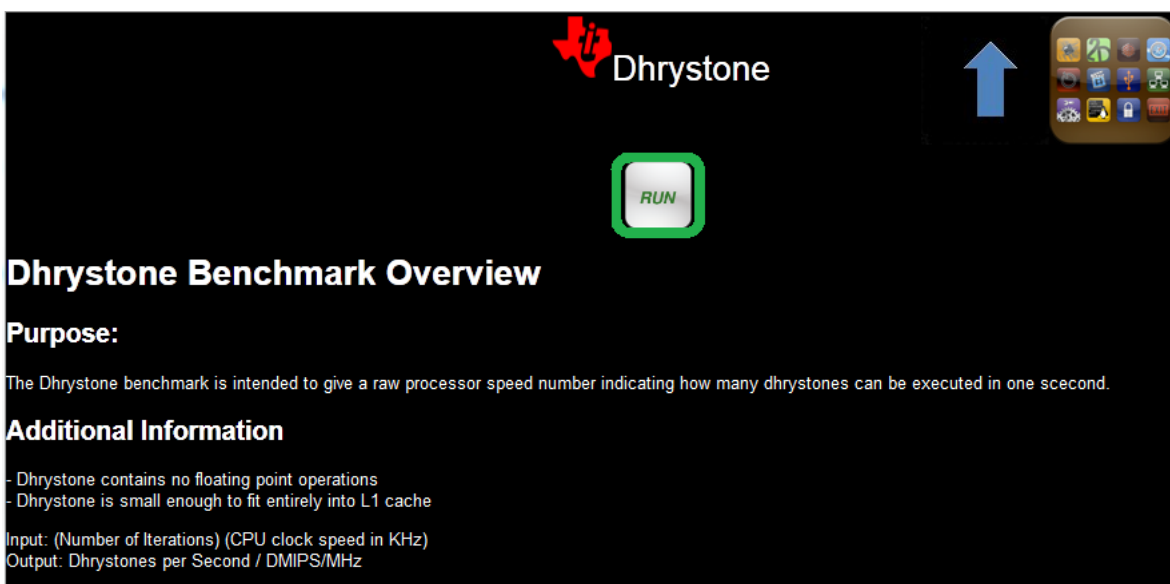 Dhrystone
RUN
Dhrystone Benchmark Overview
Purpose:
The Dhrystone benchmark is intended to give a raw processor speed number indicating how many dhrystones can be executed in one scecond.
Additional Information
- Dhrystone contains no floating point operations
- Dhrystone is small enough to fit entirely into L1 cache
Input: (Number of Iterations) (CPU clock speed in KHz)
Output: Dhrystones per Second / DMIPS/MHz